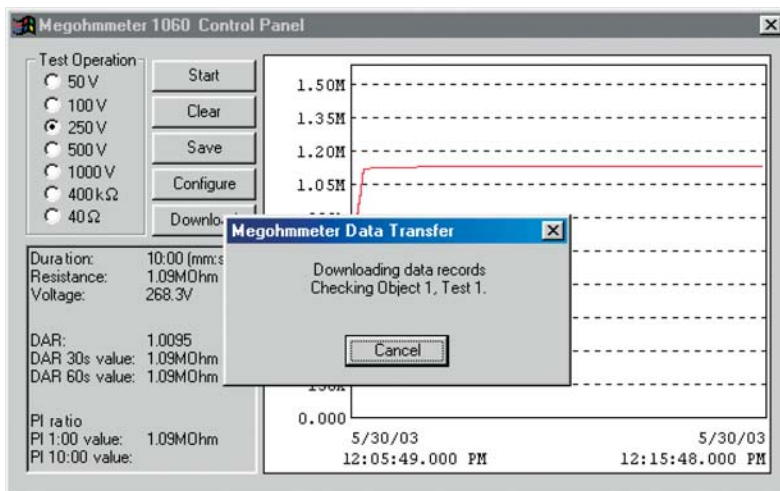 Megohmmeter 1060 Control Panel
Test Operation
50 V
100 V
250 V
500 V
1000 V
400 kΩ
40 Ω
Start
Clear
Save
Configure
Duration: 10:00
Resistance: 1.09MOhm
Voltage: 268.3V
DAR: 1.0095
DAR 30s value: 1.09MOhm
DAR 60s value: 1.09MOhm
PI ratio
PI 1:00 value: 1.09MOhm
PI 10:00 value:
1.50M
1.35M
1.20M
1.05M
0.000
5/30/03 5/30/03
12:05:49.000 PM 12:15:48.000 PM
Megohmmeter Data Transfer
Downloading data records
Checking Object 1, Test 1.
Cancel